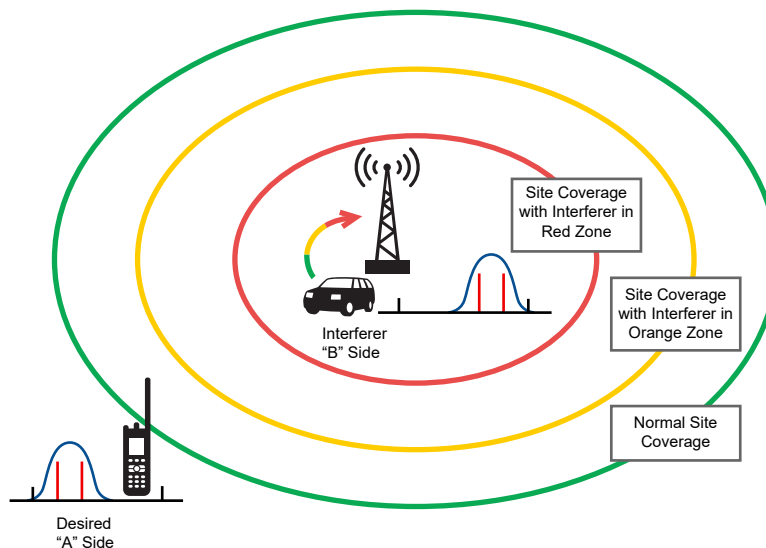 Site Coverage
with Interferer in
Red Zone
Site Coverage
with Interferer in
Orange Zone
Interferer
“B” Side
Normal Site
Coverage
Desired
“A” Side